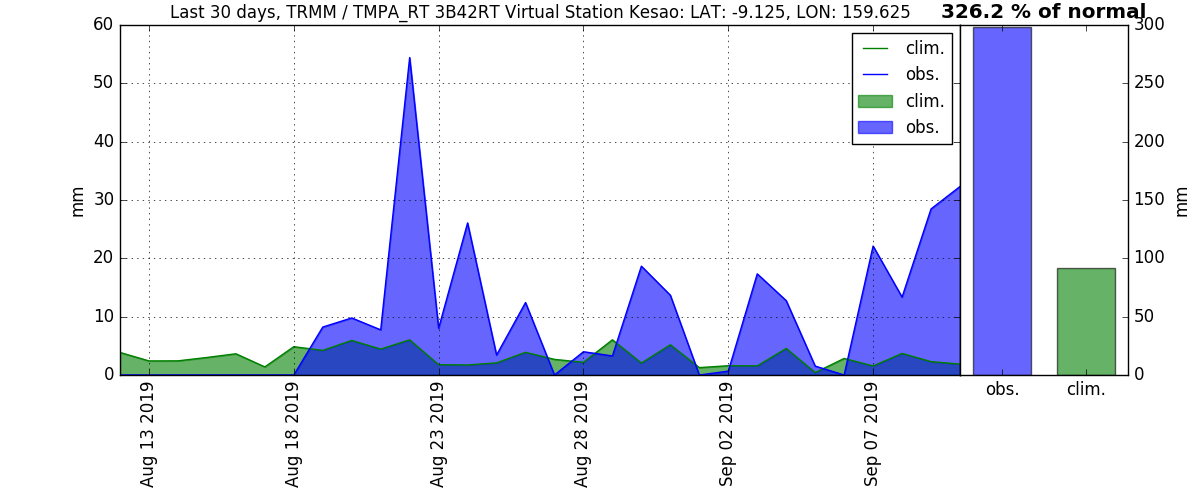 Last 30 days, TRMM / TMPA_RT 3B42RT Virtual Station Kesao: LAT: -9.125, LON: 159.625
326.2 % of normal
60
50
40
30
20
10
0
mm
clim.
obs.
clim.
obs.
300
250
200
150
100
50
0
mm
Aug 13 2019
Aug 18 2019
Aug 23 2019
Aug 28 2019
Sep 02 2019
Sep 07 2019
obs.
clim.